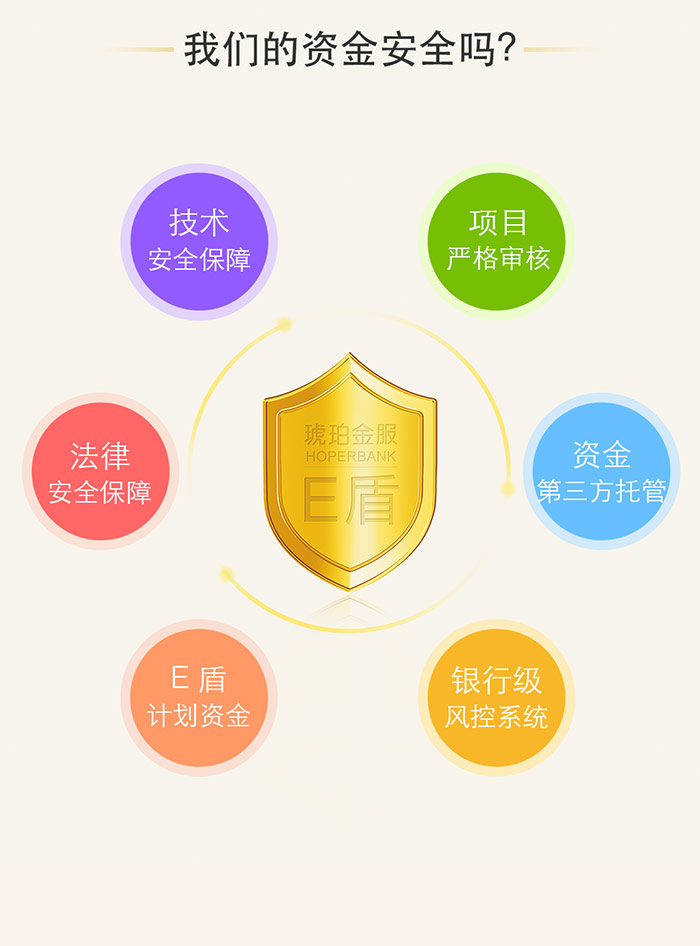 我们的资金安全吗?
技术
安全保障
项目
严格审核
琥珀金服
HOPERBANK
E盾
法律
安全保障
资金
第三方托管
E 盾
计划资金
银行级
风控系统